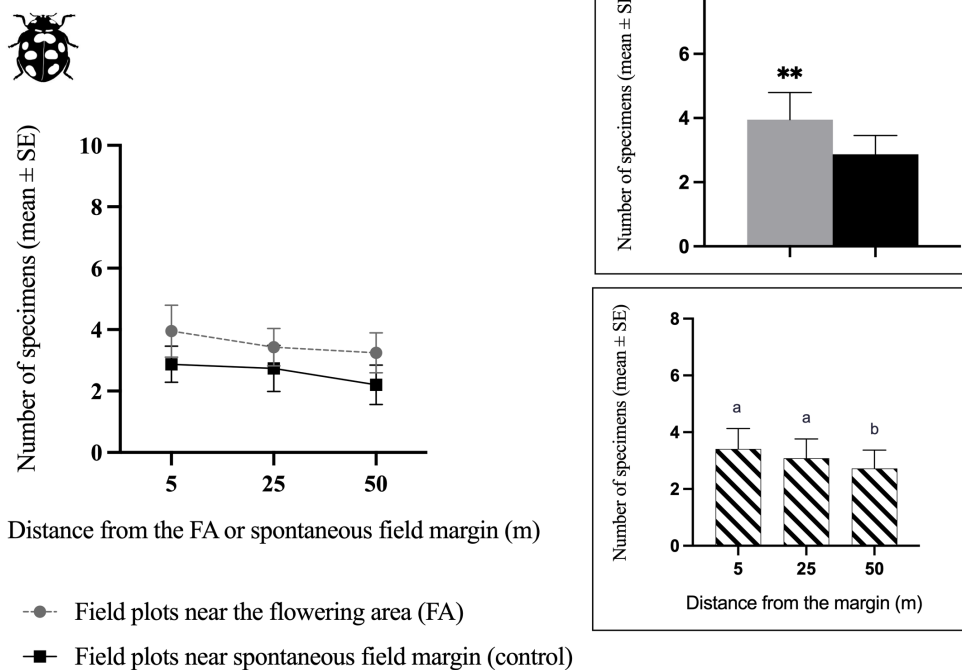 Number of specimens (mean ± SE)
10
8
6
4
2
0
5
25
50
Distance from the FA or spontaneous field margin (m)
Field plots near the flowering area (FA)
Field plots near spontaneous field margin (control)
Number of specimens (mean ± SE
6
4
2
0
**
Number of specimens (mean ± SE)
8
6
4
2
0
a
a
b
5
25
50
Distance from the margin (m)